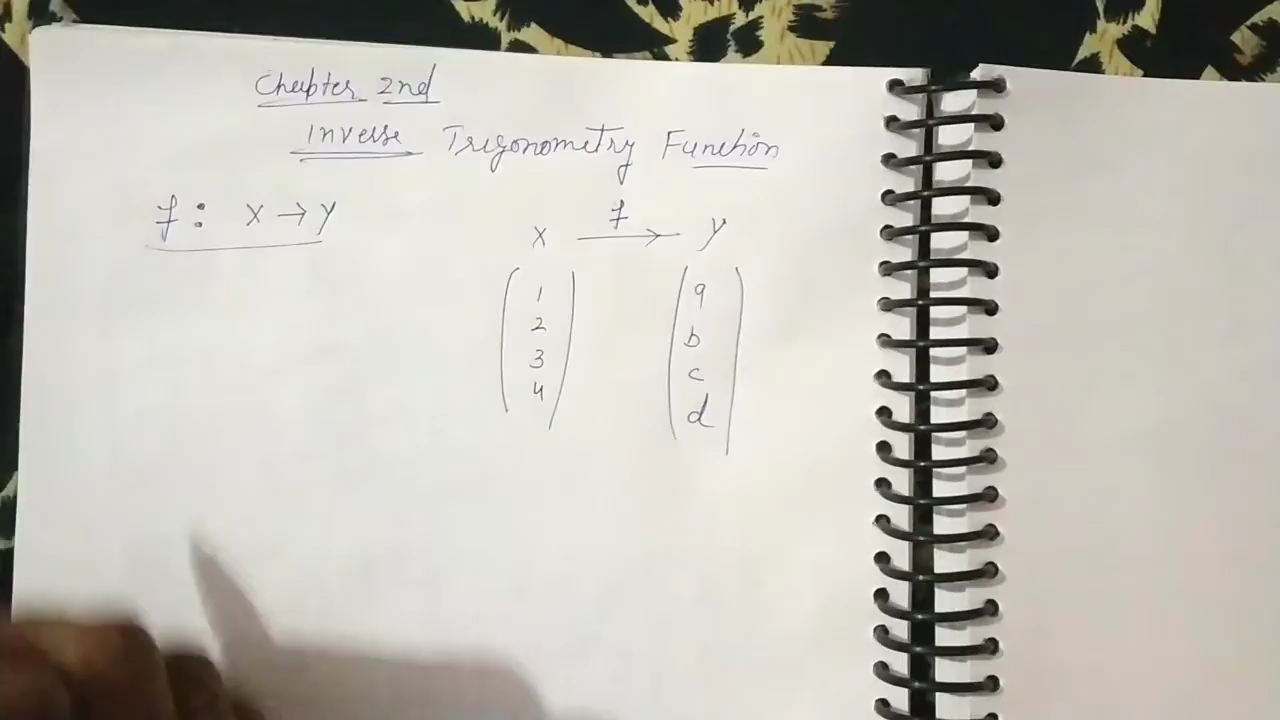 Chapter 2nd
Inverse Trigonometry Function
f: X → Y
X f Y
1 a
2 b
3 c
4 d